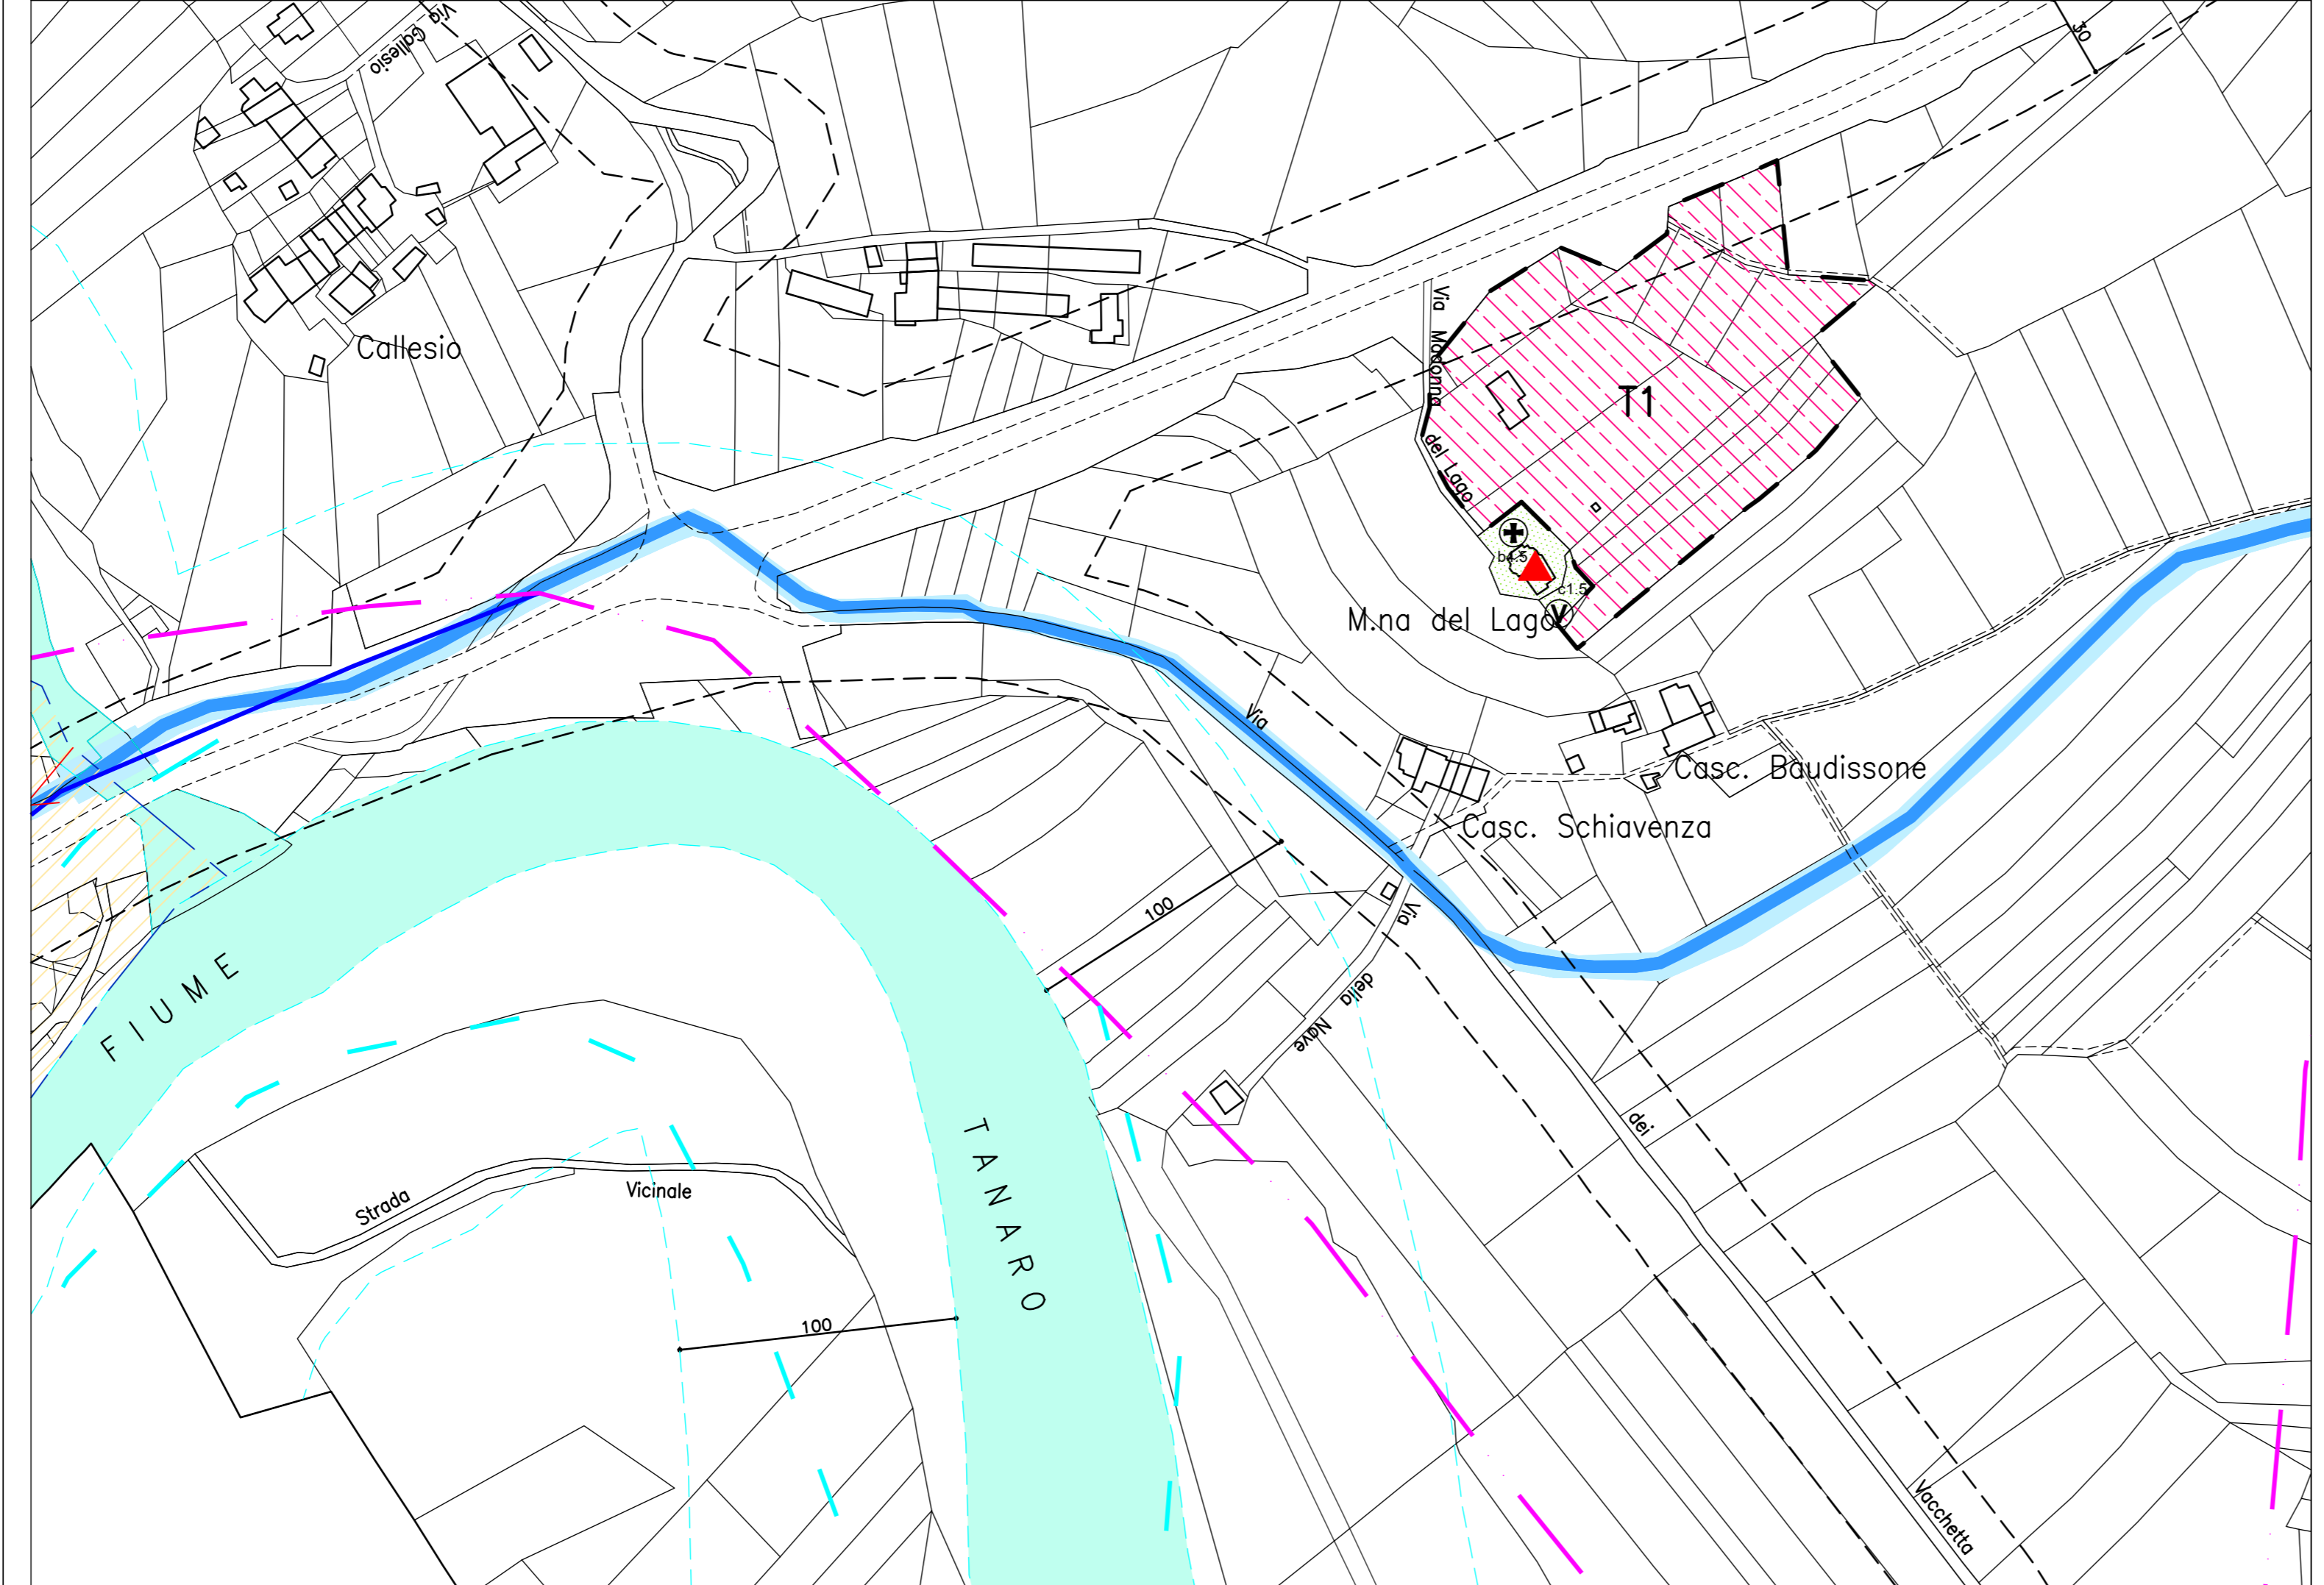 Via
Callesio
30
Callesio
Via Madonna
del Lago
T1
b4.5
c1.5
V
M.na del Lago
Via
Casc. Baudissone
Casc. Schiavenza
100
Via
della
Nave
FIUME
TANARO
dei
Strada
Vicinale
100
Vacchetta